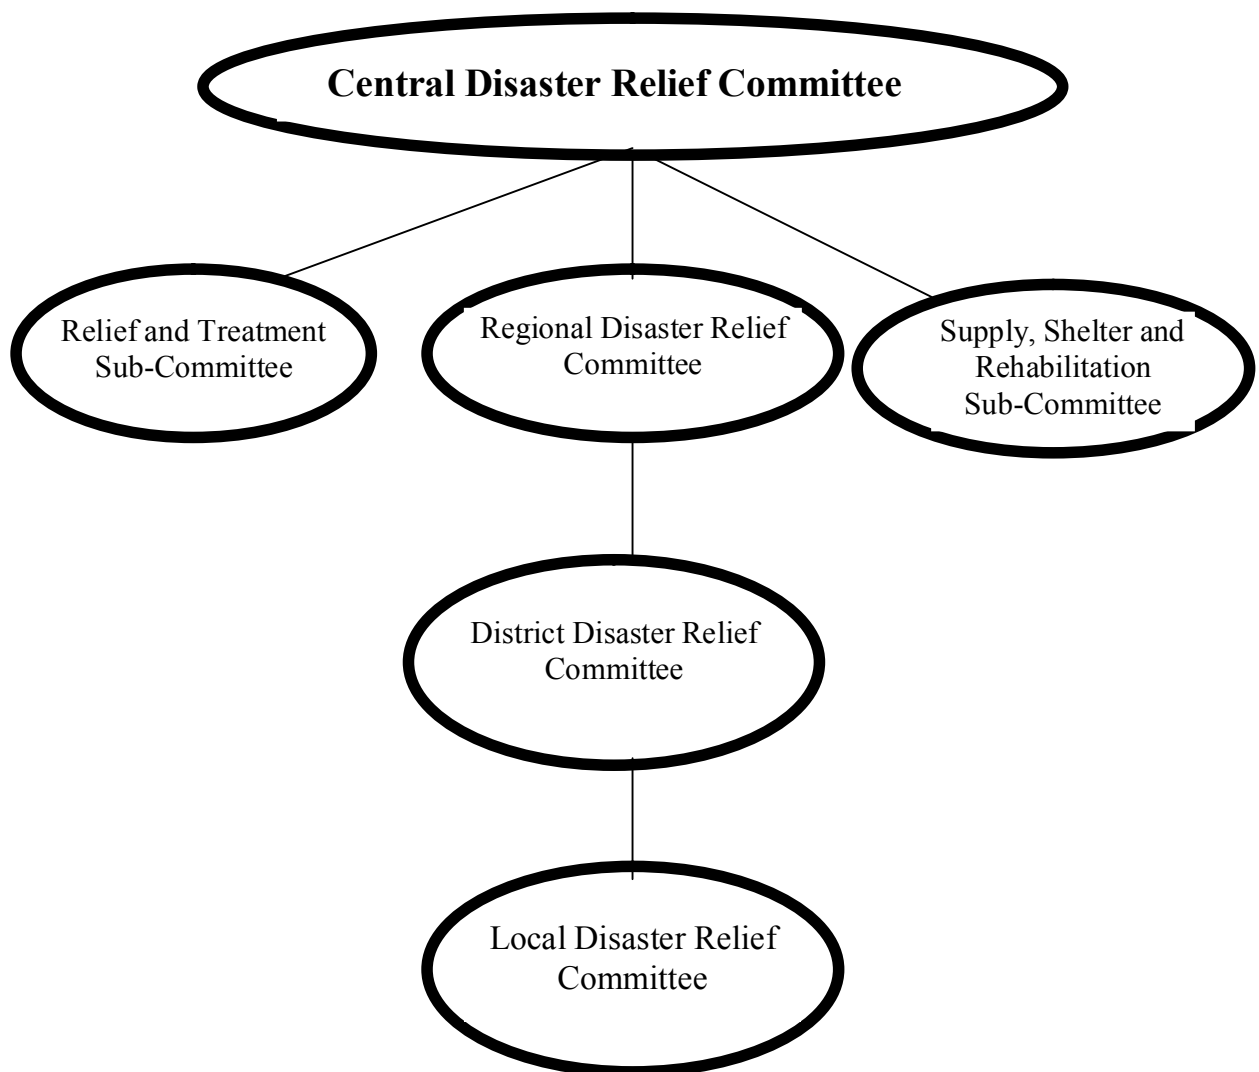 Central Disaster Relief Committee
Relief and Treatment
Sub-Committee
Regional Disaster Relief
Committee
Supply, Shelter and
Rehabilitation
Sub-Committee
District Disaster Relief
Committee
Local Disaster Relief
Committee